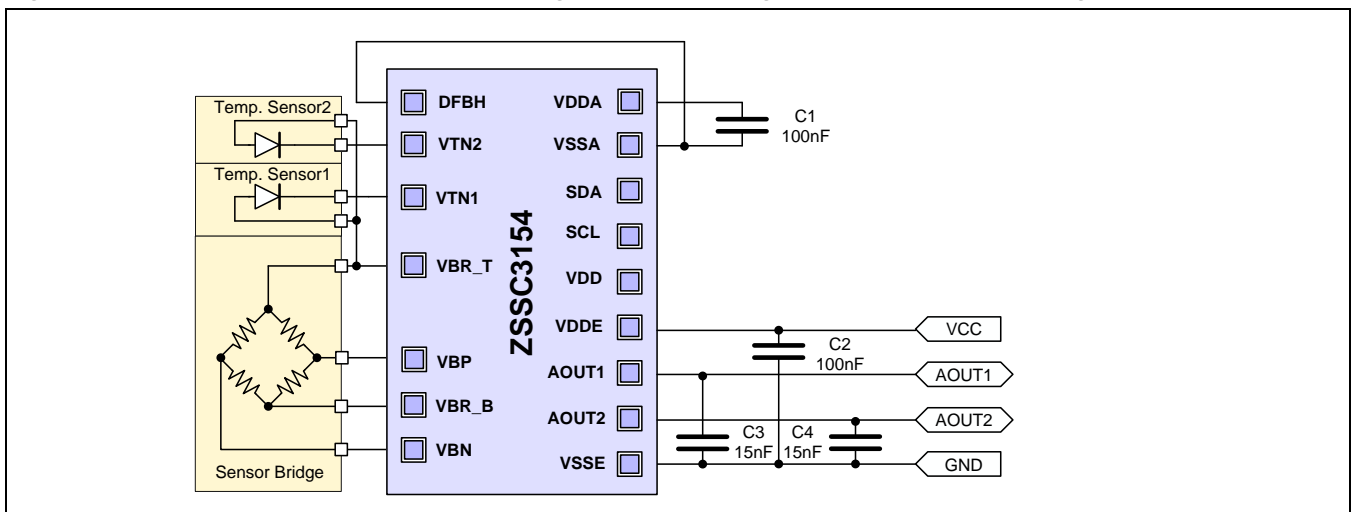 Temp. Sensor2
Temp. Sensor1
Sensor Bridge
DFBH
VTN2
VTN1
VBR_T
VBP
VBR_B
VBN
ZSSC3154
VDDA
VSSA
SDA
SCL
VDD
VDDE
AOUT1
AOUT2
VSSE
C1
100nF
C2
100nF
C3
15nF
C4
15nF
VCC
AOUT1
AOUT2
GND